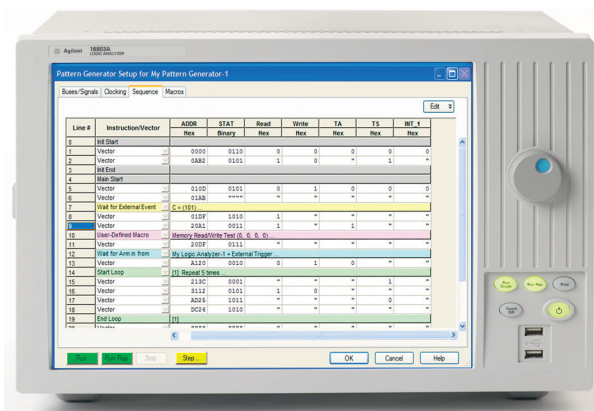 Agilent 16803A
LOGIC ANALYZER
Pattern Generator Setup for My Pattern Generator-1
Buses/Signals Clocking Sequence Macros
Edit
Line # Instruction/Vector ADDR STAT Read Write TA TS INT_1
Hex Binary Hex Hex Hex Hex Hex
0 Init Start
1 Vector 0000 0110 0 0 0 0 0
2 Vector 0AB2 0101 1 0 " 1 "
3 Init End
4 Main Start
5 Vector 010D 0101 0 1 0 0 "
6 Vector 01AB """" " " " " "
7 Wait for External Event C = (101) ...
8 Vector 01DF 1010 1 " " " "
9 Vector 20A1 0011 1 " 1 " "
10 User-Defined Macro Memory Read/Write Test (0, 0, 0, 0) ...
11 Vector 20DF 0111 " " " " "
12 Wait for Arm in from My Logic Analyzer-1 + External Trigger ...
13 Vector A120 0010 0 1 0 " "
14 Start Loop [1] Repeat 5 times ...
15 Vector 213C 0001 " " " 1 "
16 Vector 3112 0101 1 0 " " "
17 Vector AD25 1011 " " " 0 "
18 Vector DC26 1010 " " " " "
19 End Loop [1]
Vector
Run Run Rep Stop Step... OK Cancel Help
Run Single Run Rep Stop
Touch Off